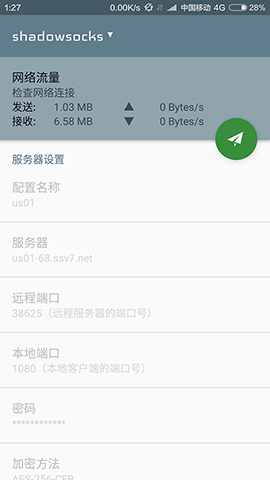 1:27
0.00K/s 中国移动 4G 28%
shadowsocks
网络流量
检查网络连接
发送: 1.03 MB ▲ 0 Bytes/s
接收: 6.58 MB ▼ 0 Bytes/s
服务器设置
配置名称
us01
服务器
us01-68.ssv7.net
远程端口
38625（远程服务器的端口号）
本地端口
1080（本地客户端的端口号）
密码
************
加密方法
AES-256-CFB